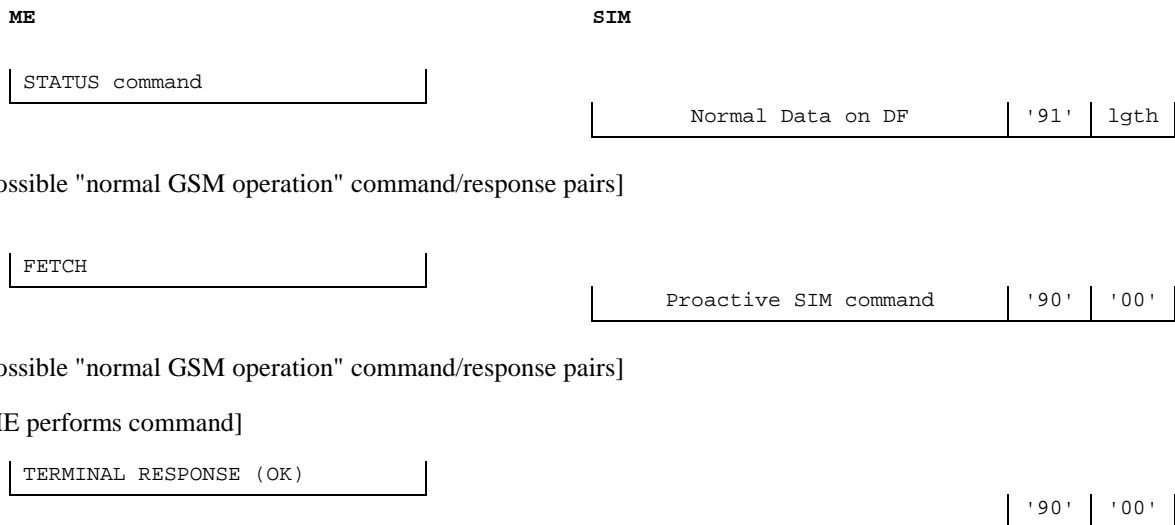 ME SIM
STATUS command
Normal Data on DF '91' lgth
ossible "normal GSM operation" command/response pairs]
FETCH
Proactive SIM command '90' '00'
ossible "normal GSM operation" command/response pairs]
E performs command]
TERMINAL RESPONSE (OK)
'90' '00'